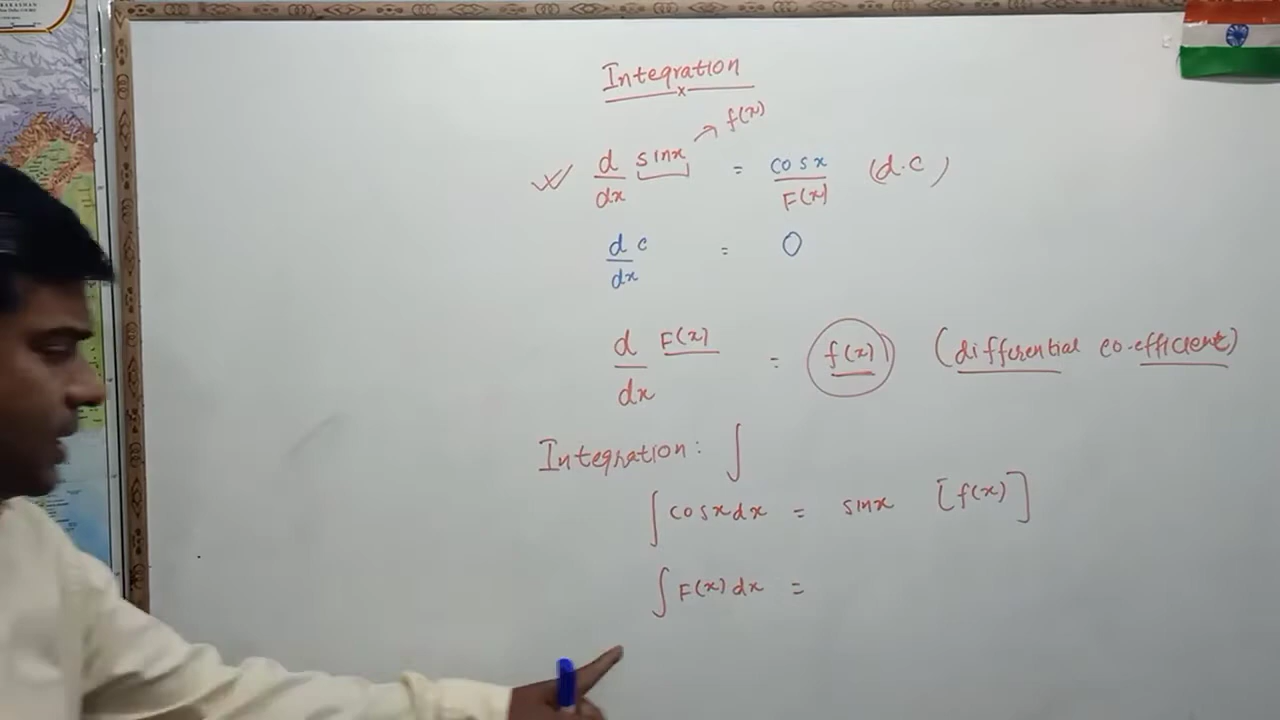 Integration
f(x)
d/dx sinx = cosx/F(x) (d.c)
d/dx c = 0
d/dx F(x) = f(x) (differential co-efficient)
Integration: ∫
∫ cosx dx = sinx [f(x)]
∫ F(x) dx =